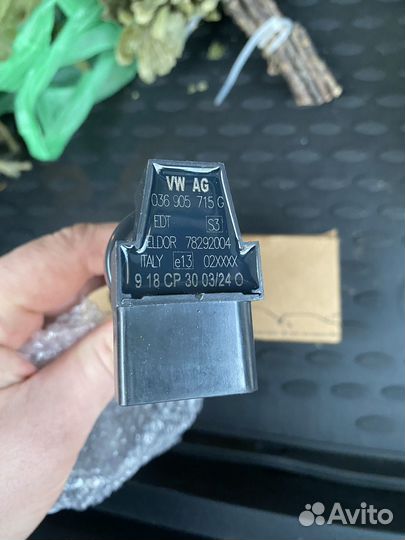 VW AG
036 905 715 G
EDT S3
ELDOR 78292004
ITALY e13 02XXXX
9 18 CP 30 03/24 0
Avito